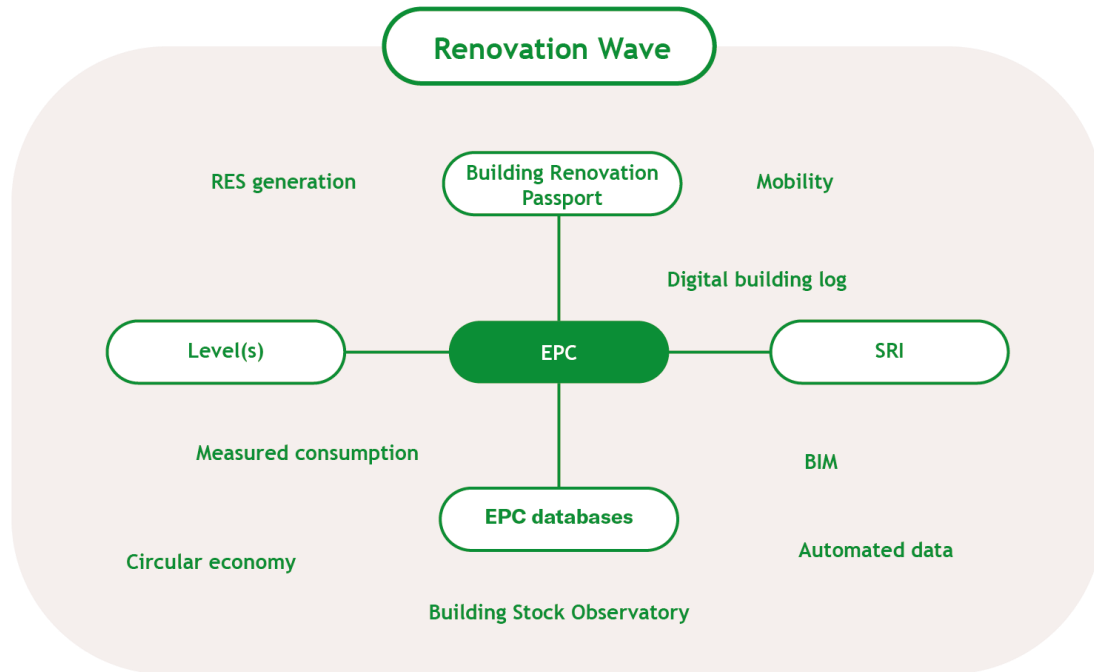 Renovation Wave
RES generation
Building Renovation
Passport
Mobility
Digital building log
Level(s)
EPC
SRI
Measured consumption
BIM
EPC databases
Automated data
Circular economy
Building Stock Observatory